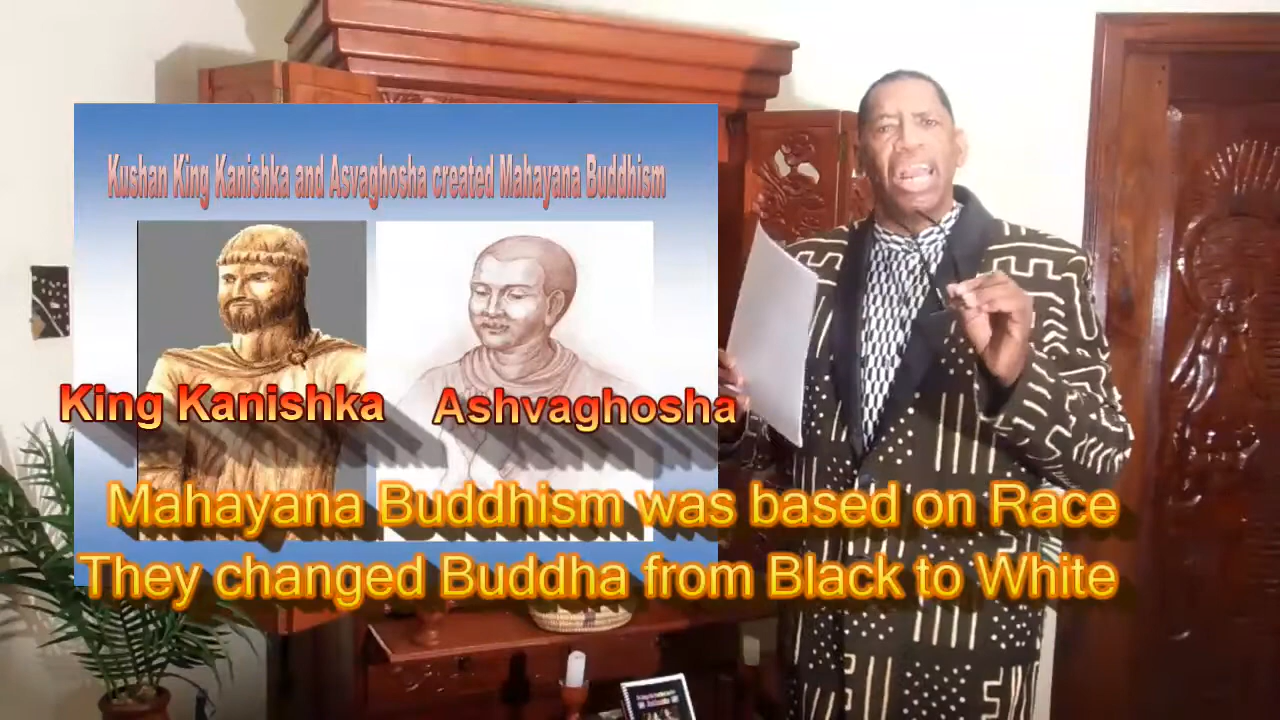 Kushan King Kanishka and Asvaghosha created Mahayana Buddhism
King Kanishka
Ashvaghosha
Mahayana Buddhism was based on Race
They changed Buddha from Black to White